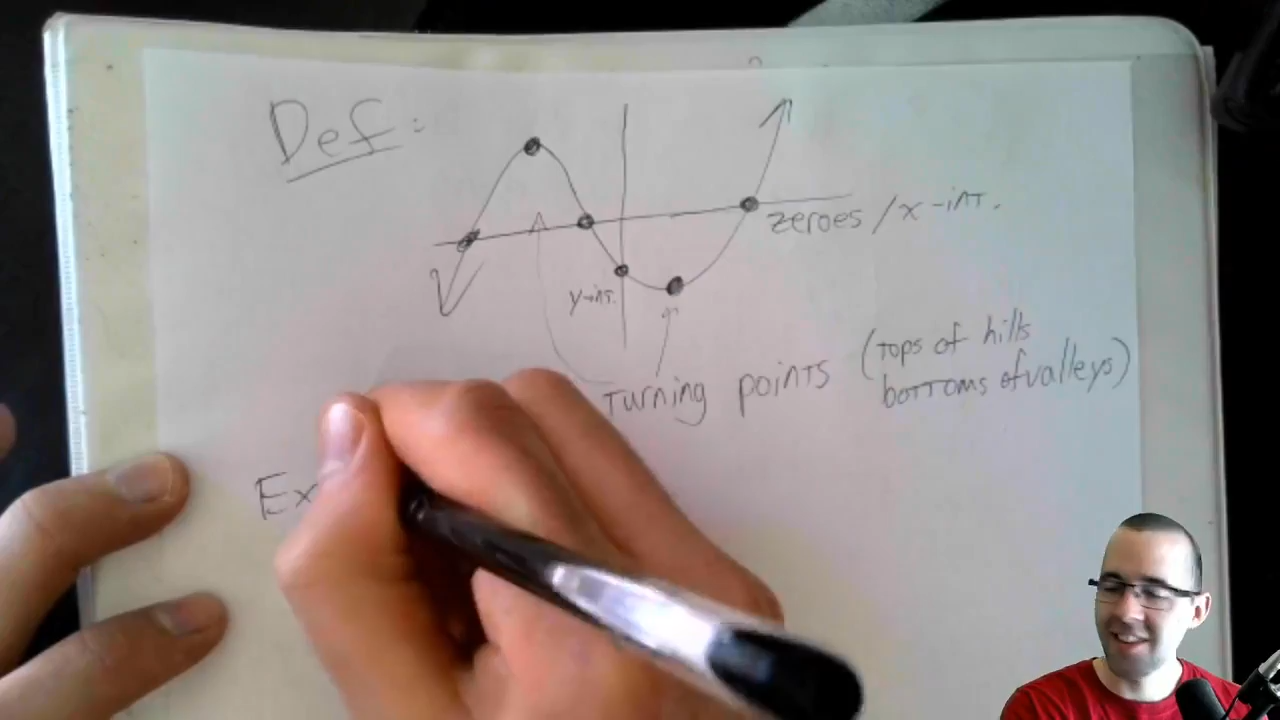 Def:
zeroes / x-int.
y-int.
Turning points (tops of hills
bottoms of valleys)
Ex